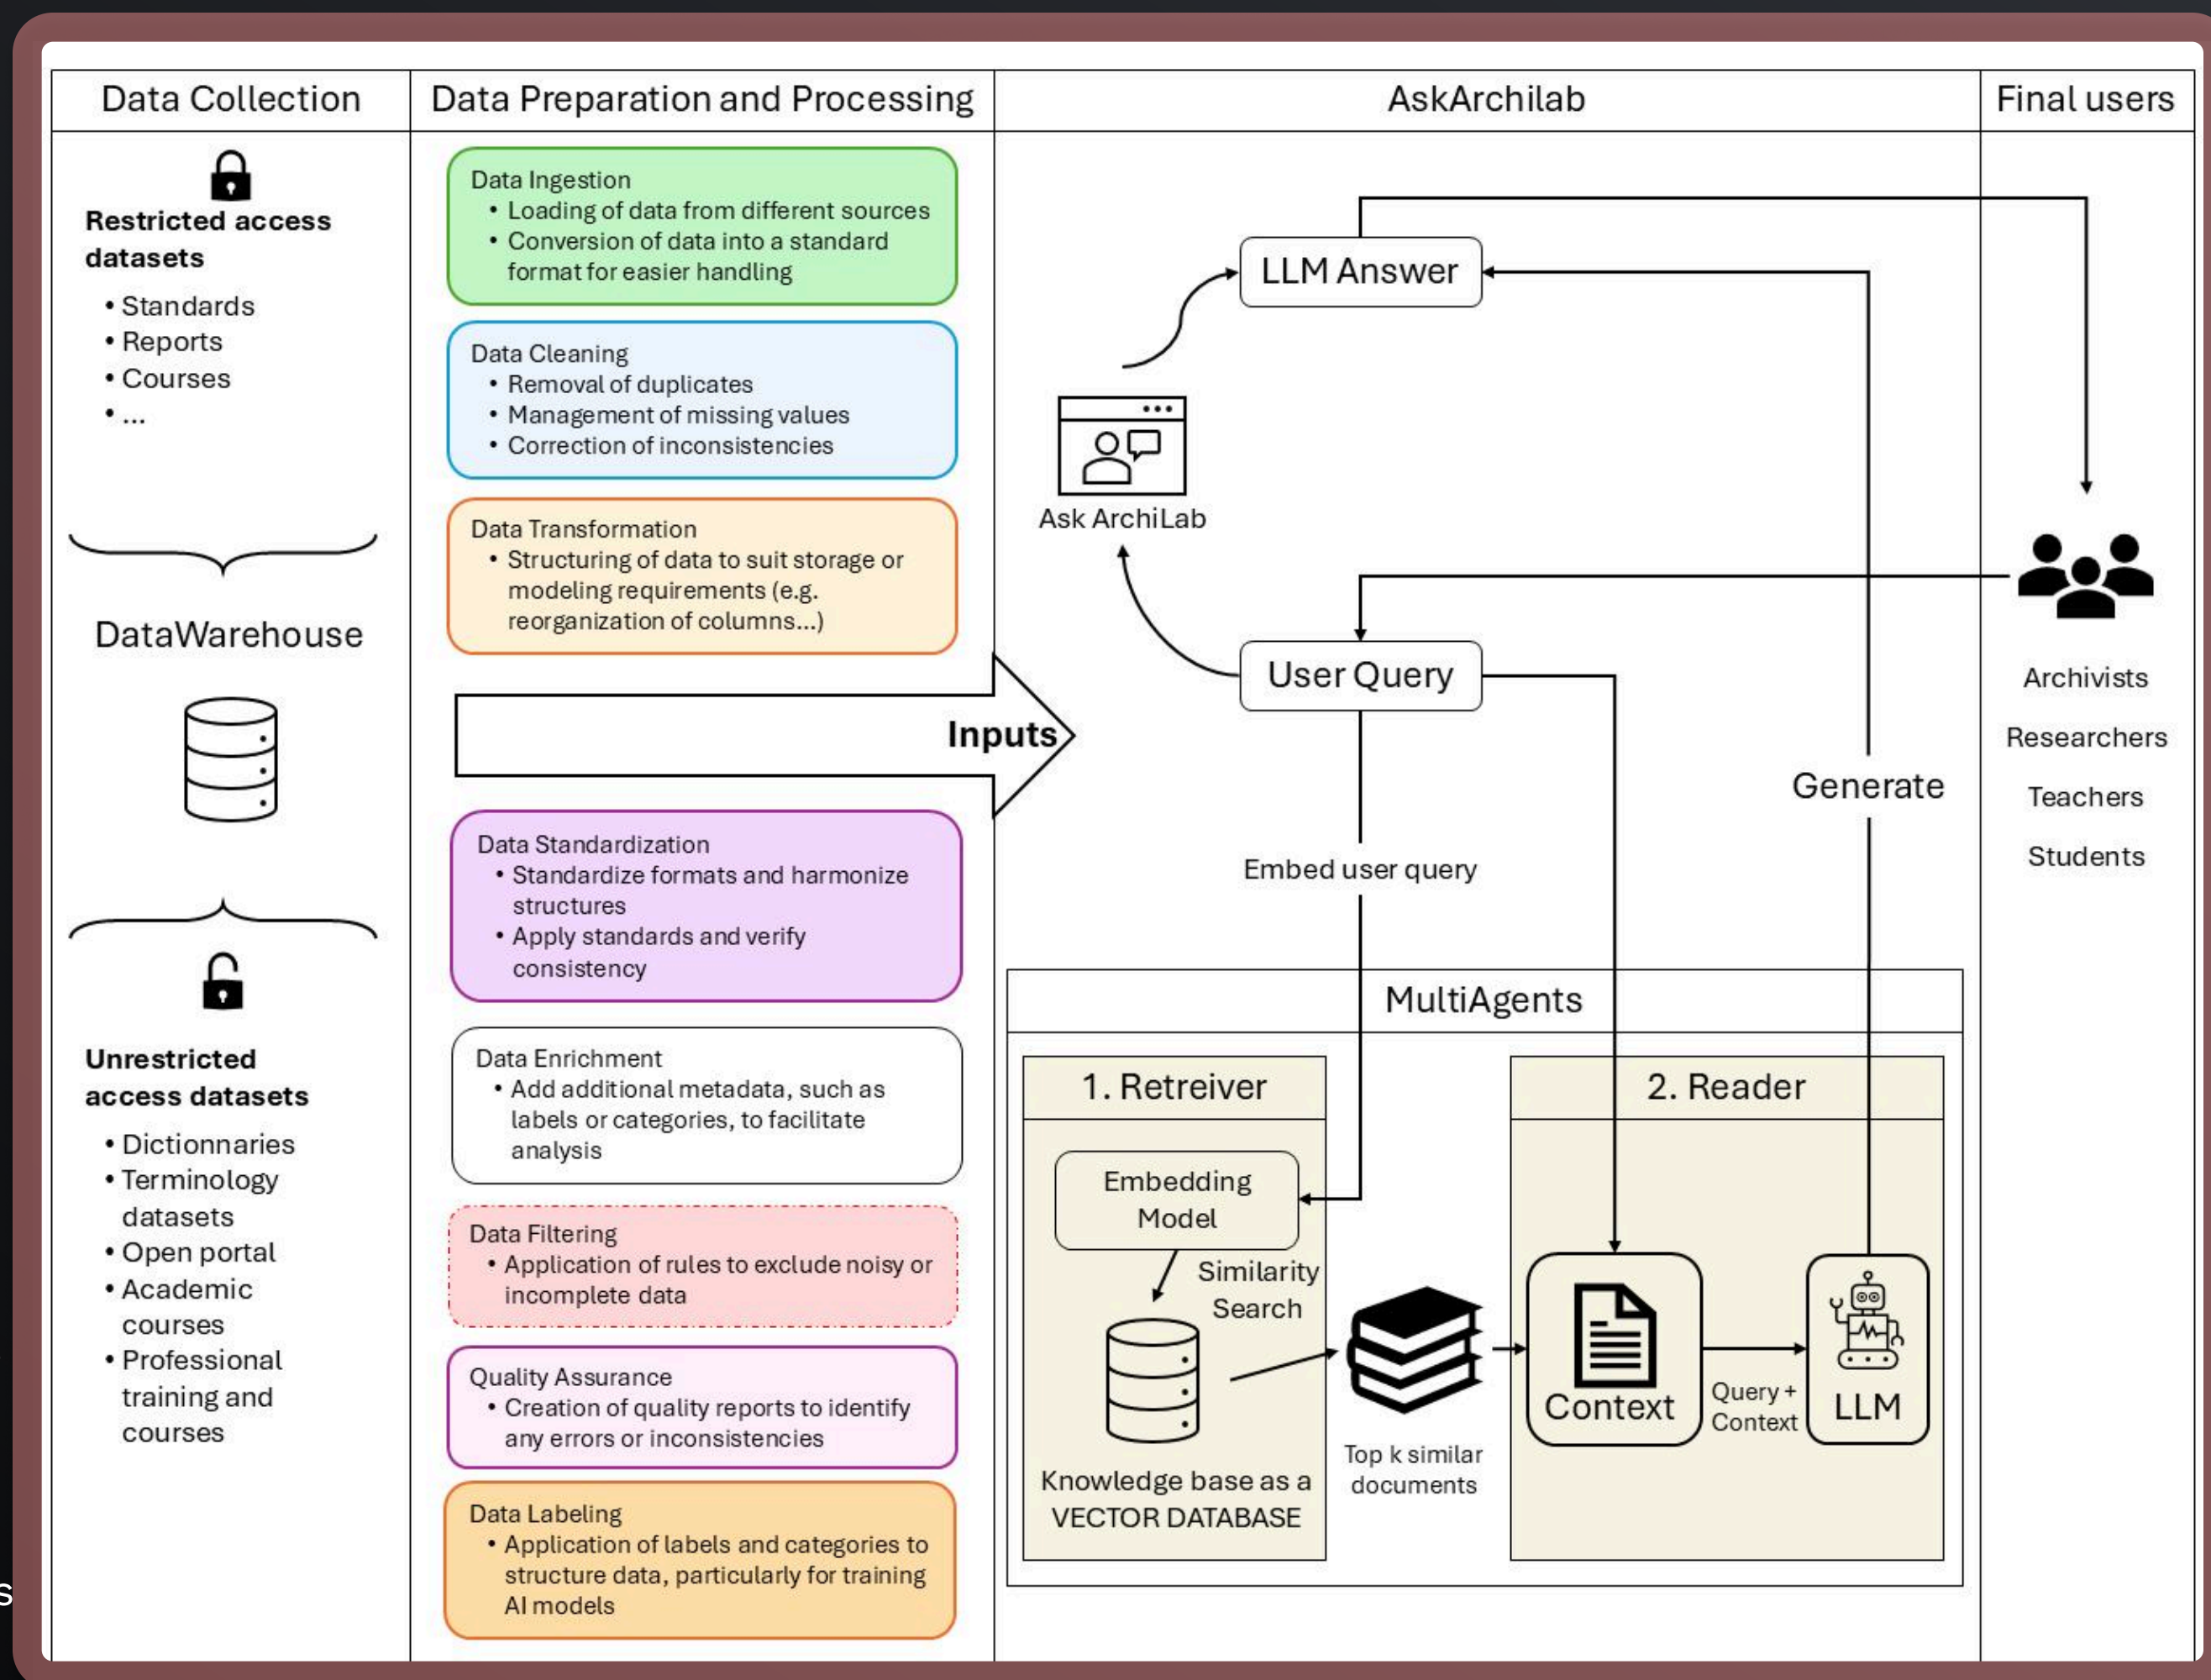 Data Collection
Restricted access
datasets
• Standards
• Reports
• Courses
• ...
DataWarehouse
Unrestricted
access datasets
• Dictionnaries
• Terminology
datasets
• Open portal
• Academic
courses
• Professional
training and
courses
Data Preparation and Processing
Data Ingestion
• Loading of data from different sources
• Conversion of data into a standard
format for easier handling
Data Cleaning
• Removal of duplicates
• Management of missing values
• Correction of inconsistencies
Data Transformation
• Structuring of data to suit storage or
modeling requirements (e.g.
reorganization of columns...)
Inputs
Data Standardization
• Standardize formats and harmonize
structures
• Apply standards and verify
consistency
Data Enrichment
• Add additional metadata, such as
labels or categories, to facilitate
analysis
Data Filtering
• Application of rules to exclude noisy or
incomplete data
Quality Assurance
• Creation of quality reports to identify
any errors or inconsistencies
Data Labeling
• Application of labels and categories to
structure data, particularly for training
AI models
AskArchilab
LLM Answer
Ask ArchiLab
User Query
Generate
Embed user query
MultiAgents
1. Retreiver
Embedding
Model
Similarity
Search
Knowledge base as a
VECTOR DATABASE
Top k similar
documents
2. Reader
Context
Query +
Context
LLM
Final users
Archivists
Researchers
Teachers
Students
s